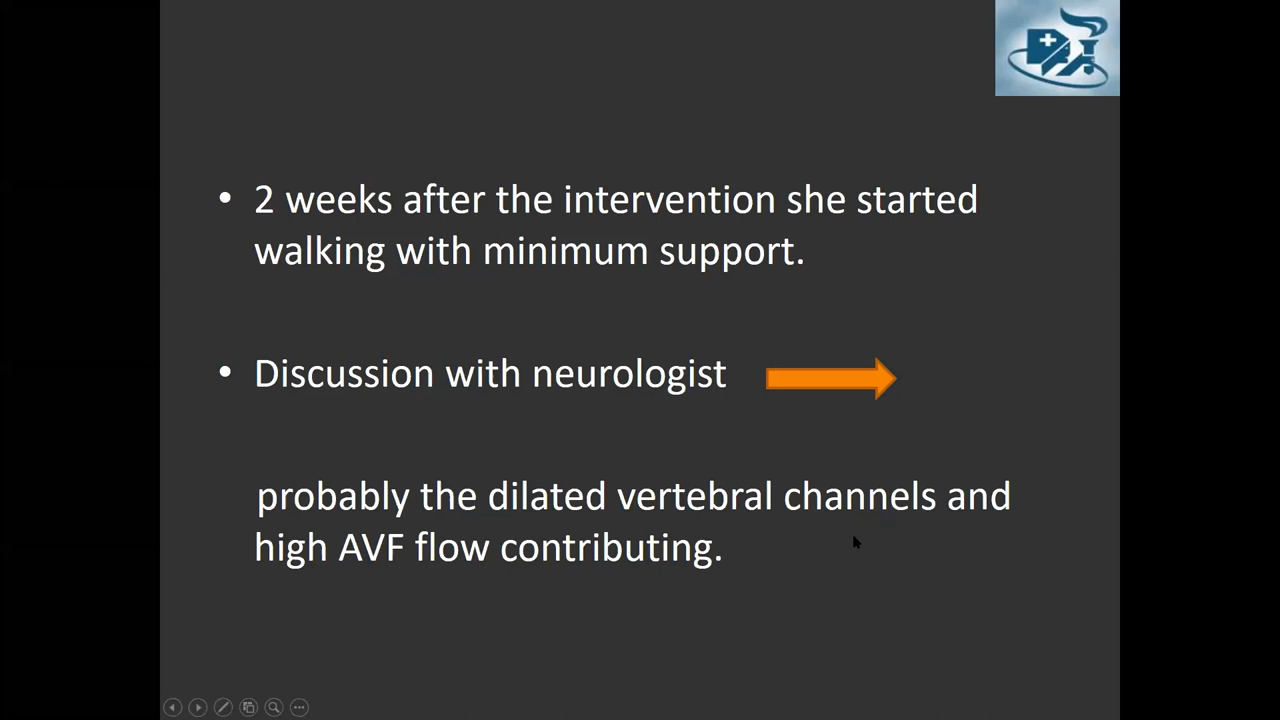 • 2 weeks after the intervention she started
walking with minimum support.
• Discussion with neurologist
probably the dilated vertebral channels and
high AVF flow contributing.